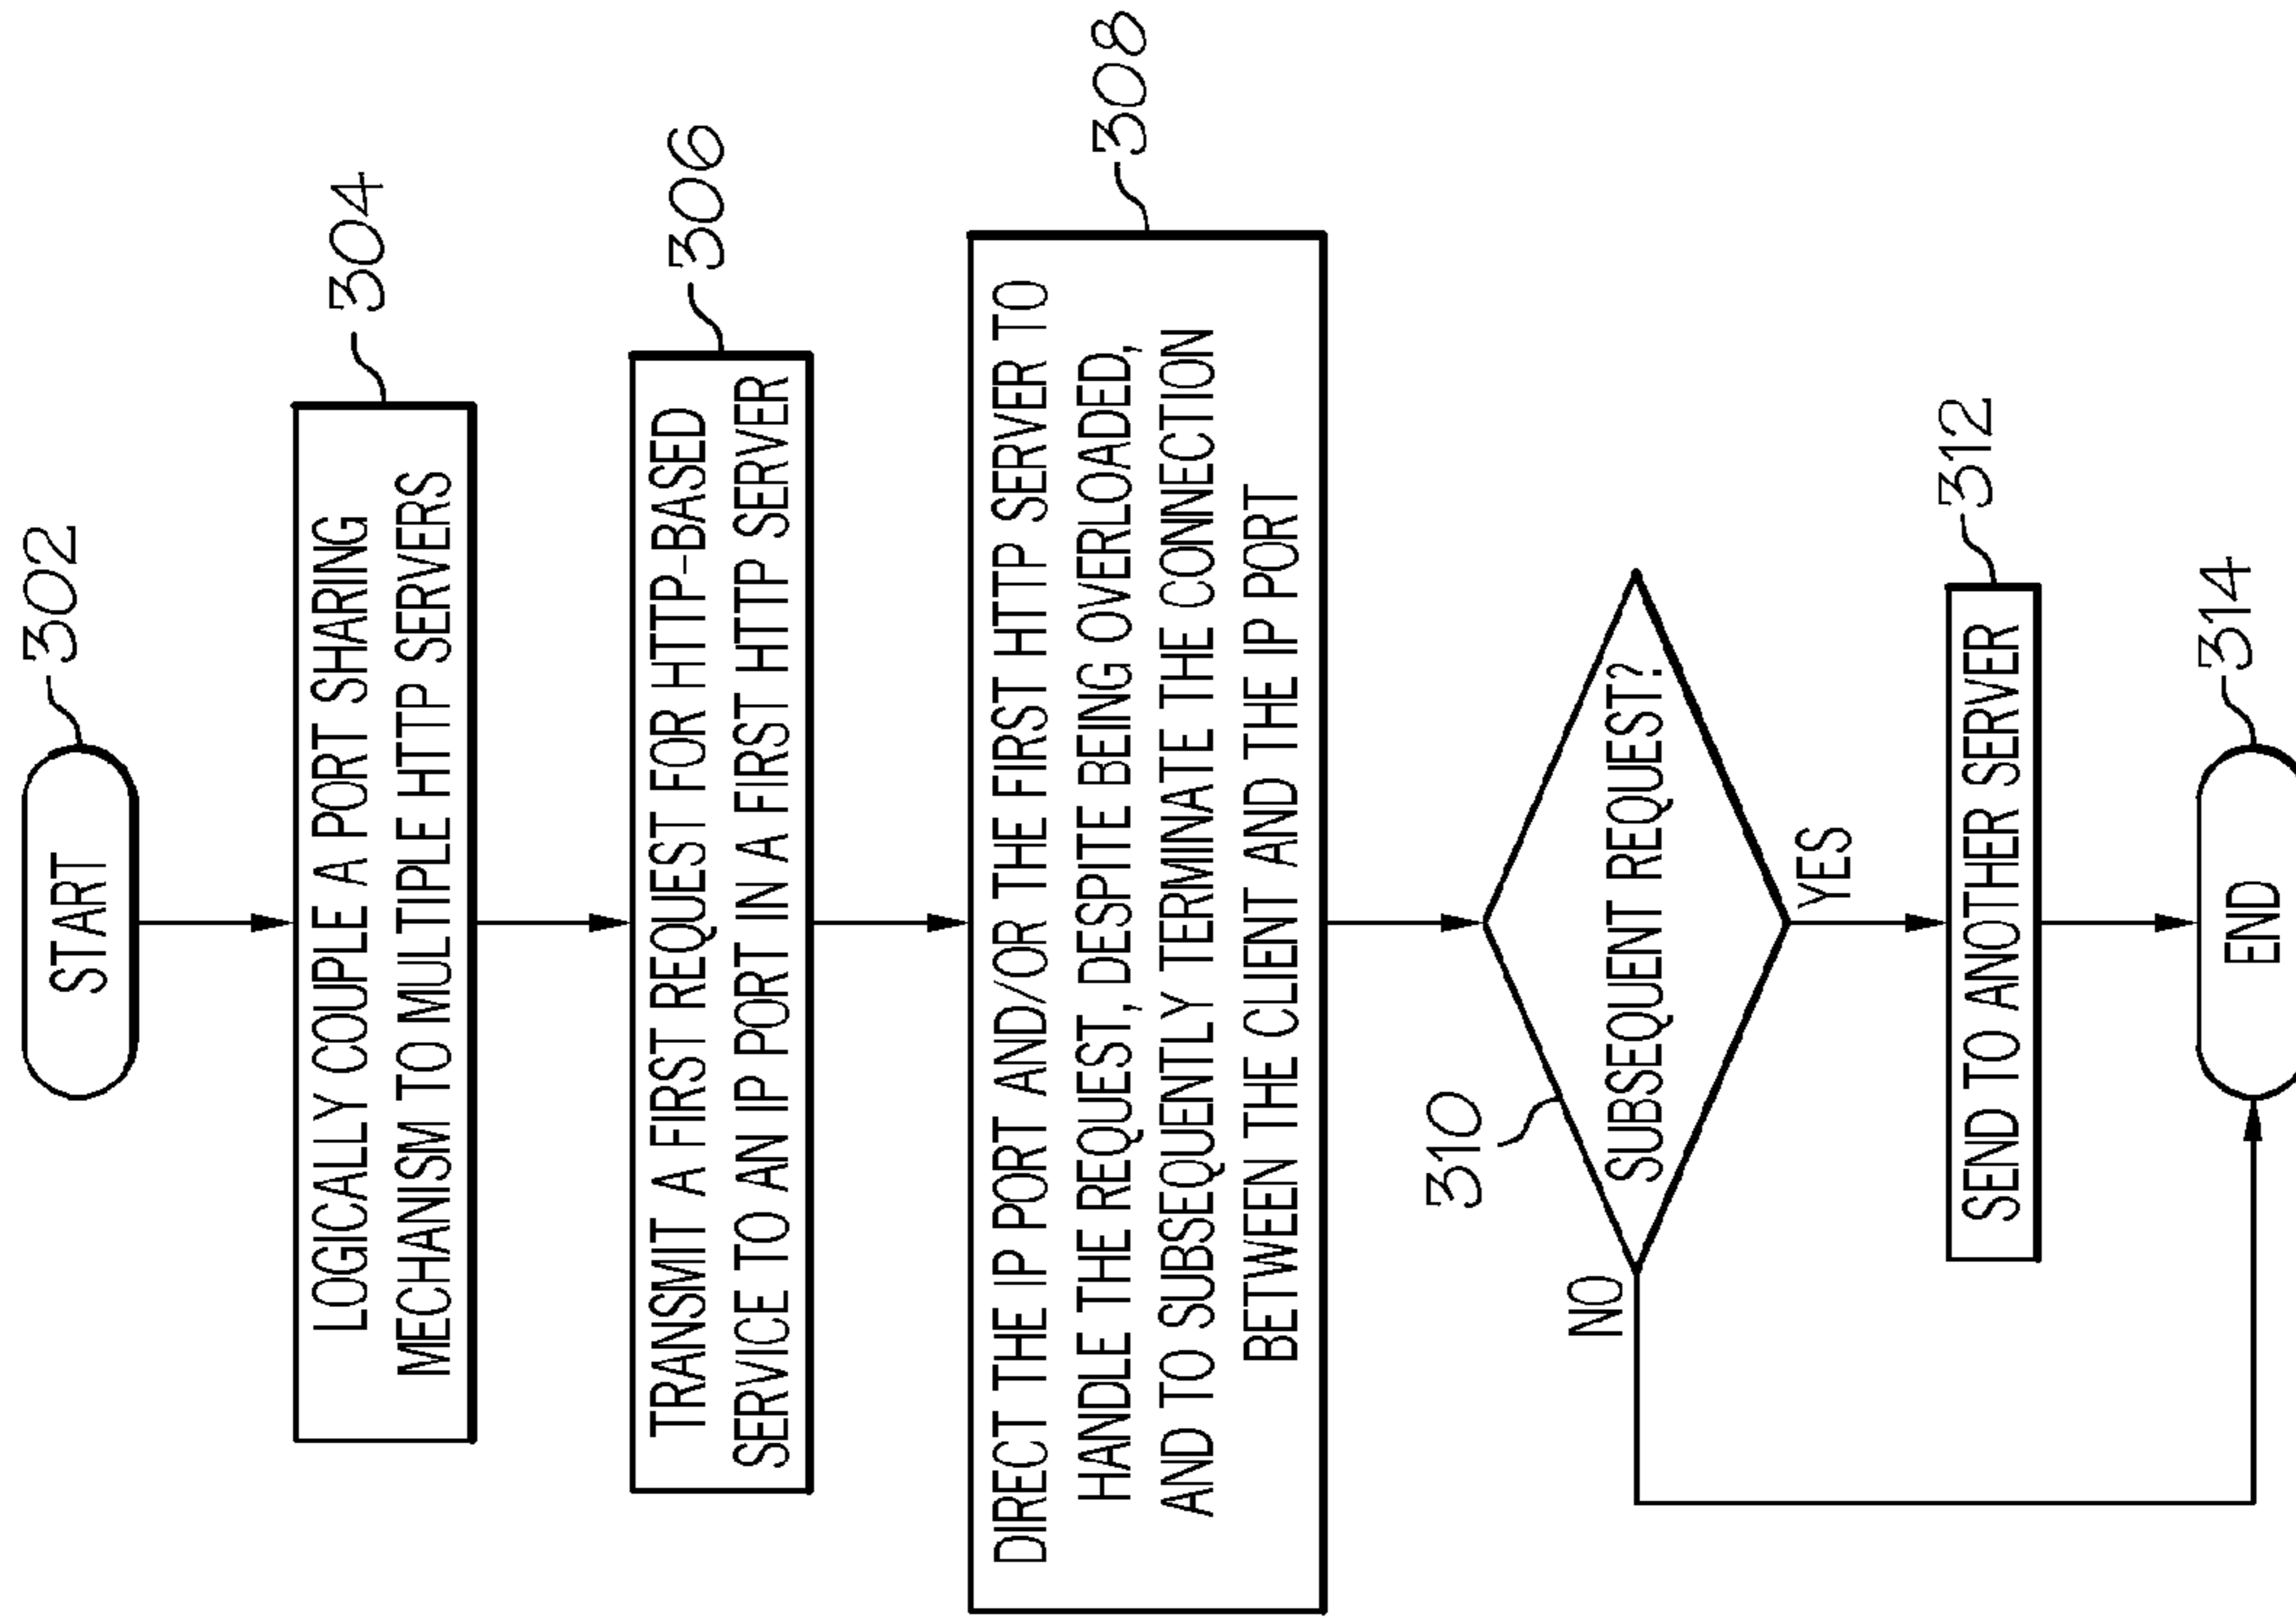 START
302
LOGICALLY COUPLE A PORT SHARING
MECHANISM TO MULTIPLE HTTP SERVERS
304
TRANSMIT A FIRST REQUEST FOR HTTP-BASED
SERVICE TO AN IP PORT IN A FIRST HTTP SERVER
306
DIRECT THE IP PORT AND/OR THE FIRST HTTP SERVER TO
HANDLE THE REQUEST, DESPITE BEING OVERLOADED,
AND TO SUBSEQUENTLY TERMINATE THE CONNECTION
BETWEEN THE CLIENT AND THE IP PORT
308
310
SUBSEQUENT REQUEST?
NO
YES
SEND TO ANOTHER SERVER
312
END
314